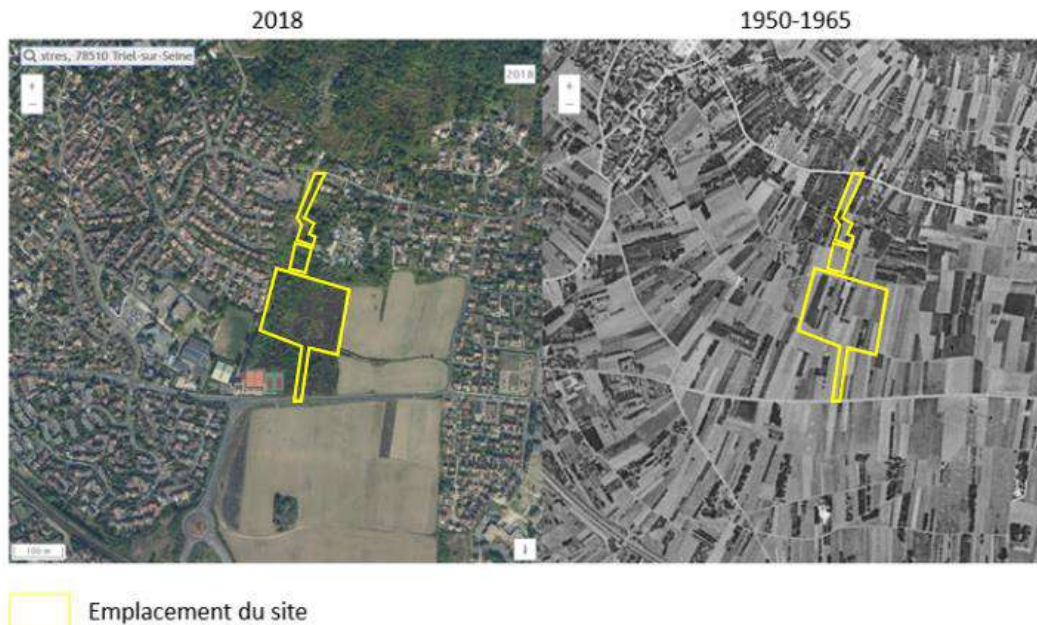 2018
1950-1965
stres, 78510 Triel-sur-Seine
2018
+
−
+
−
100 m
Emplacement du site